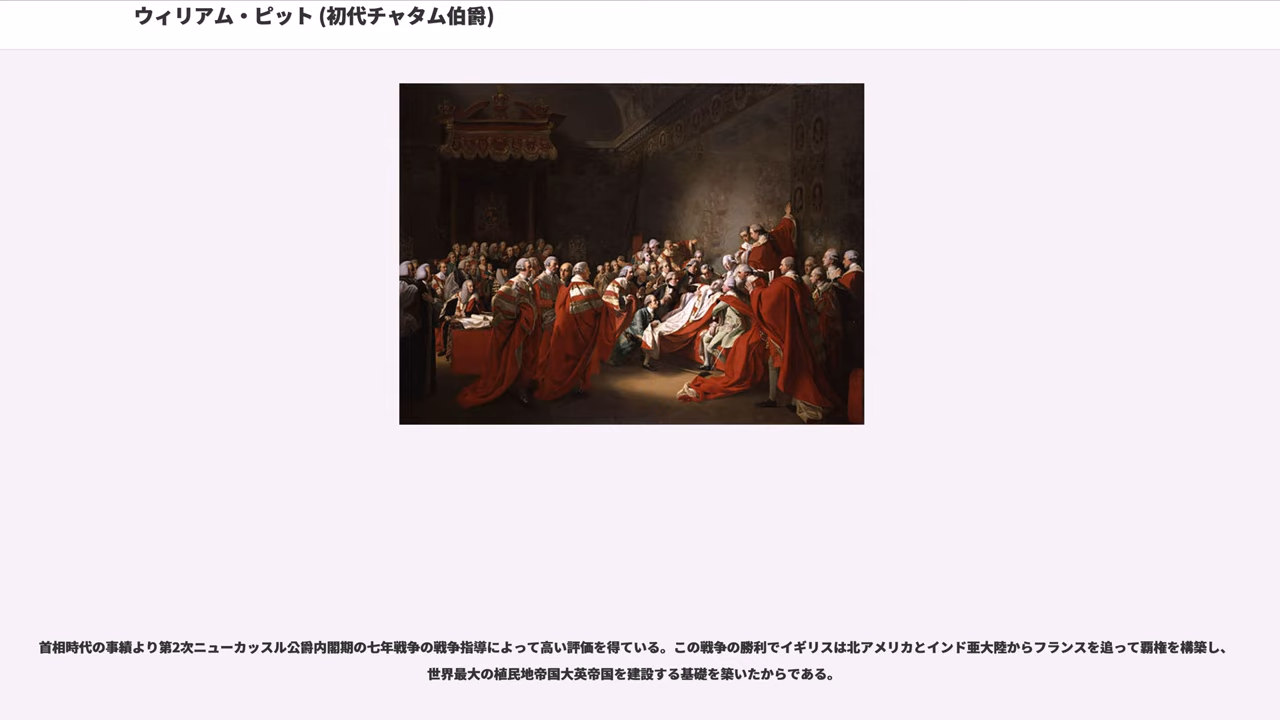 ウィリアム・ピット (初代チャタム伯爵)
首相時代の事績より第2次ニューカッスル公爵内閣期の七年戦争の戦争指導によって高い評価を得ている。この戦争の勝利でイギリスは北アメリカとインド亜大陸からフランスを追って覇権を構築し、
世界最大の植民地帝国大英帝国を建設する基礎を築いたからである。